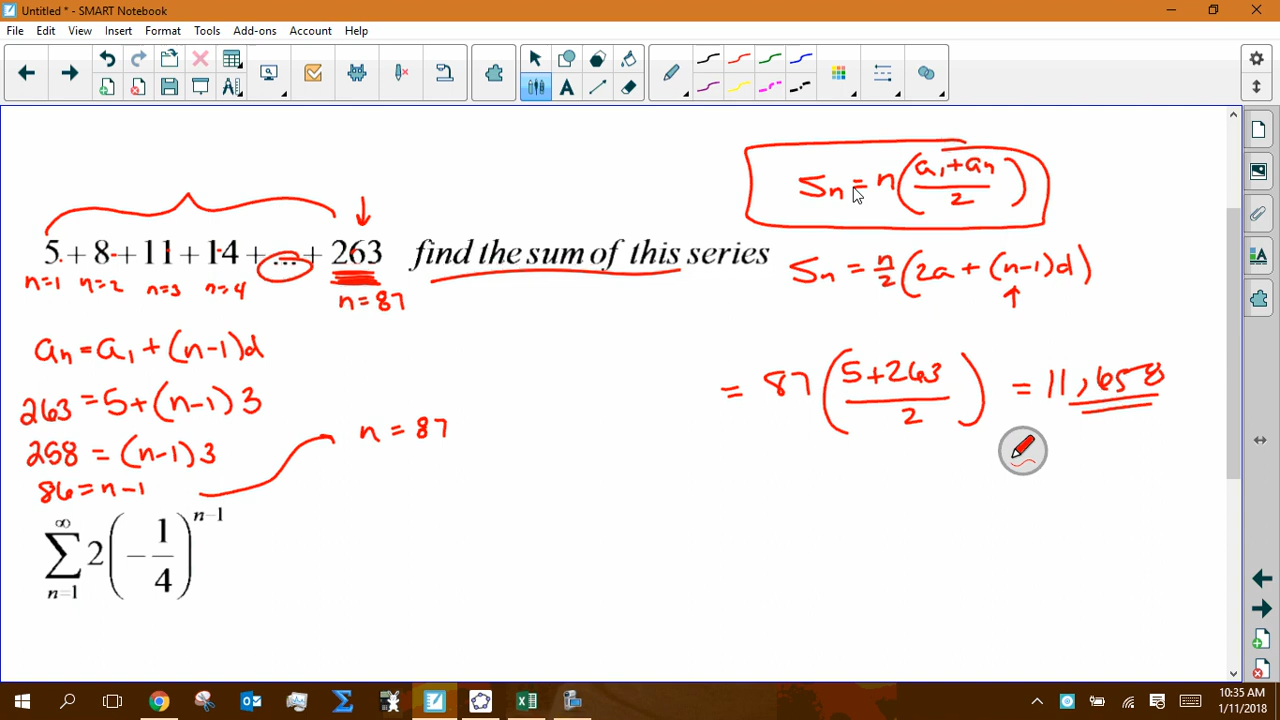 Untitled * - SMART Notebook
File Edit View Insert Format Tools Add-ons Account Help
Sn = n(a₁+an/2)
5 + 8 + 11 + 14 + ... + 263 find the sum of this series
n=1 n=2 n=3 n=4
n=87
Sn = n/2(2a + (n-1)d)
an = a₁ + (n-1)d
263 = 5+(n-1)3
= 87(5+263/2) = 11,658
258 = (n-1)3
n = 87
86 = n-1
∞∑n=1 2(-1/4)^n-1
10:35 AM
1/11/2018